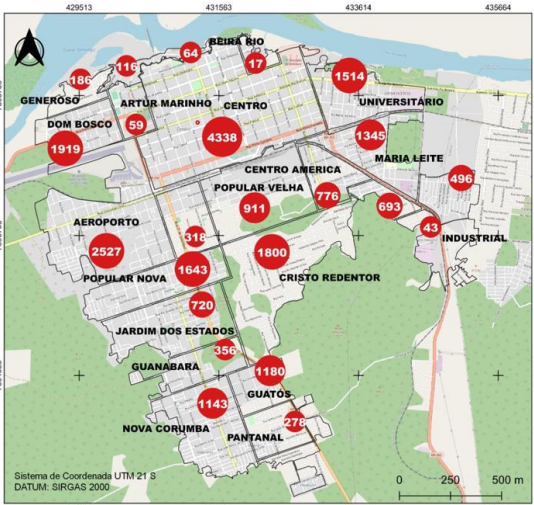 429513 431563 433614 435664
BEIRA RIO
64
116
17
186
1514
GENEROSO
ARTUR MARINHO
CENTRO
UNIVERSITÁRIO
DOM BOSCO
59
4338
1345
1919
MARIA LEITE
CENTRO AMERICA
496
POPULAR VELHA
776
693
911
AEROPORTO
43
318
INDUSTRIAL
2527
1800
1643
POPULAR NOVA
CRISTO REDENTOR
720
JARDIM DOS ESTADOS
356
GUANABARA
1180
GUATÓS
1143
278
NOVA CORUMBA
PANTANAL
Sistema de Coordenada UTM 21 S
DATUM: SIRGAS 2000
0 250 500 m